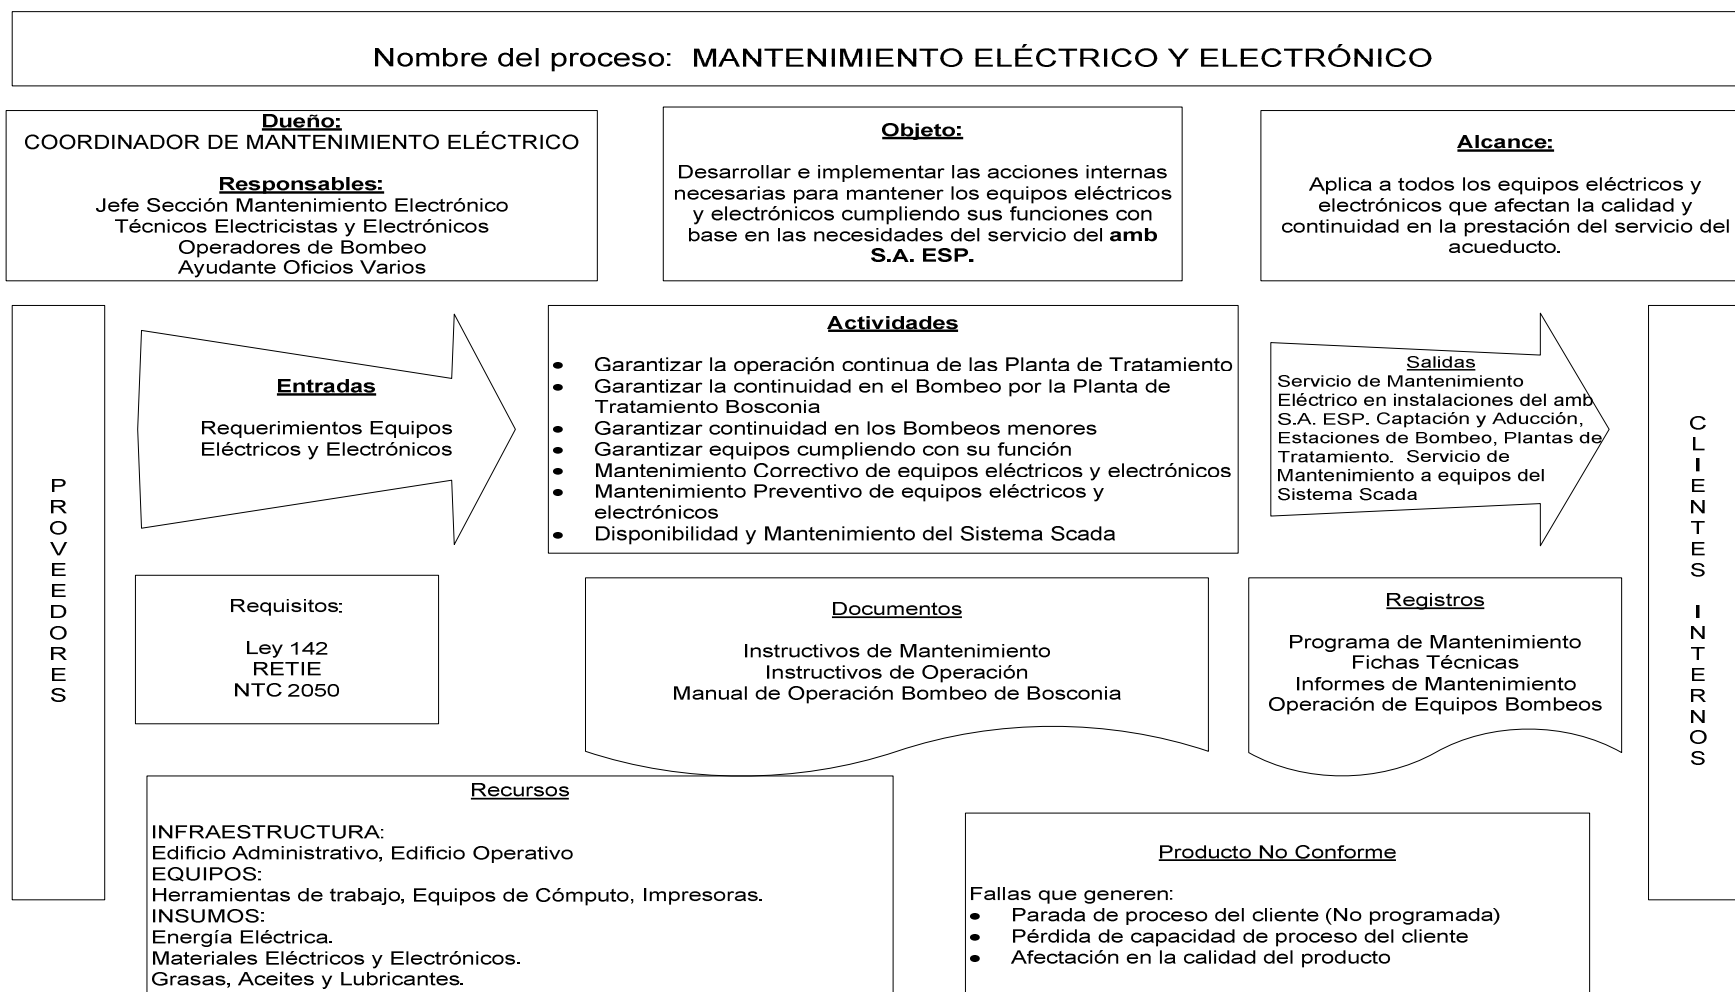 Nombre del proceso: MANTENIMIENTO ELÉCTRICO Y ELECTRÓNICO
Dueño:
COORDINADOR DE MANTENIMIENTO ELÉCTRICO
Responsables:
Jefe Sección Mantenimiento Electrónico
Técnicos Electricistas y Electrónicos
Operadores de Bombeo
Ayudante Oficios Varios
Objeto:
Desarrollar e implementar las acciones internas
necesarias para mantener los equipos eléctricos
y electrónicos cumpliendo sus funciones con
base en las necesidades del servicio del amb
S.A. ESP.
Alcance:
Aplica a todos los equipos eléctricos y
electrónicos que afectan la calidad y
continuidad en la prestación del servicio del
acueducto.
PROVEEDORES
Entradas
Requerimientos Equipos
Eléctricos y Electrónicos
Actividades
• Garantizar la operación continua de las Planta de Tratamiento
• Garantizar la continuidad en el Bombeo por la Planta de
Tratamiento Bosconia
• Garantizar continuidad en los Bombeos menores
• Garantizar equipos cumpliendo con su función
• Mantenimiento Correctivo de equipos eléctricos y electrónicos
• Mantenimiento Preventivo de equipos eléctricos y
electrónicos
• Disponibilidad y Mantenimiento del Sistema Scada
Salidas
Servicio de Mantenimiento
Eléctrico en instalaciones del amb
S.A. ESP. Captación y Aducción,
Estaciones de Bombeo, Plantas de
Tratamiento. Servicio de
Mantenimiento a equipos del
Sistema Scada
CLIENTES INTERNOS
Requisitos:
Ley 142
RETIE
NTC 2050
Documentos
Instructivos de Mantenimiento
Instructivos de Operación
Manual de Operación Bombeo de Bosconia
Registros
Programa de Mantenimiento
Fichas Técnicas
Informes de Mantenimiento
Operación de Equipos Bombeos
Recursos
INFRAESTRUCTURA:
Edificio Administrativo, Edificio Operativo
EQUIPOS:
Herramientas de trabajo, Equipos de Cómputo, Impresoras.
INSUMOS:
Energía Eléctrica.
Materiales Eléctricos y Electrónicos.
Grasas, Aceites y Lubricantes.
Producto No Conforme
Fallas que generen:
• Parada de proceso del cliente (No programada)
• Pérdida de capacidad de proceso del cliente
• Afectación en la calidad del producto